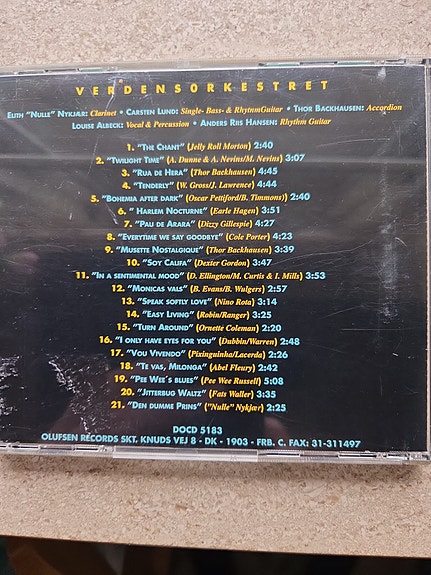 VERDENSORKESTRET
ELITH "NULLE" NYKJÆR: Clarinet • CARSTEN LUND: Single- Bass- & RhytnmGuitar • THOR BACKHAUSEN: Accordion
LOUISE ALBECK: Vocal & Percussion • ANDERS RIIS HANSEN: Rhythm Guitar
1. "THE CHANT" (Jelly Roll Morton) 2:40
2. "TWILIGHT TIME" (A. Dunne & A. Nevins/M. Nevins) 3:07
3. "RUA DE HERA" (Thor Backhausen) 4:45
4. "TENDERLY" (W. Gross/J. Lawrence) 4:44
5. "BOHEMIA AFTER DARK" (Oscar Petiford/B. Timmons)) 2:40
6. " HARLEM NOCTURNE" (Earle Hagen) 3:51
7. "PAU DE ARARA" (Dizzy Gillespie) 4:27
8. "EVERYTIME WE SAY GOODBYE" (Cole Porter) 4:23
9. "MUSETTE NOSTALGIQUE" (Thor Backhausen) 3:39
10. "SOY CALIFA" (Dexter Gordon) 3:47
11. "IN A SENTIMENTAL MOOD" (D. Ellington/M. Curtis & I. Mills) 3:53
12. "MONICAS VALS" (B. Evans/B. Wulgers) 2:57
13. "SPEAK SOFTLY LOVE" (Nino Rota) 3:14
14. "EASY LIVING" (Robin/Ranger) 3:25
15. "TURN AROUND" (Ornette Coleman) 2:20
16. "I ONLY HAVE EYES FOR YOU" (Dubbin/Warren) 2:48
17. "VOU VIVENDO" (Pixinguinha/Lacerda) 2:26
18. "TE VAS, MILONGA" (Abel Fleury) 2:42
19. "PEE WEE'S BLUES" (Pee Wee Russell) 5:08
20. "JITTERBUG WALTZ" (Fats Waller) 3:35
21. "DEN DUMME PRINS" ("Nulle" Nykjær) 2:25
DOCD 5183
OLUFSEN RECORDS SKT. KNUDS VEJ 8 - DK - 1903 - FRB. C. FAX: 31-311497